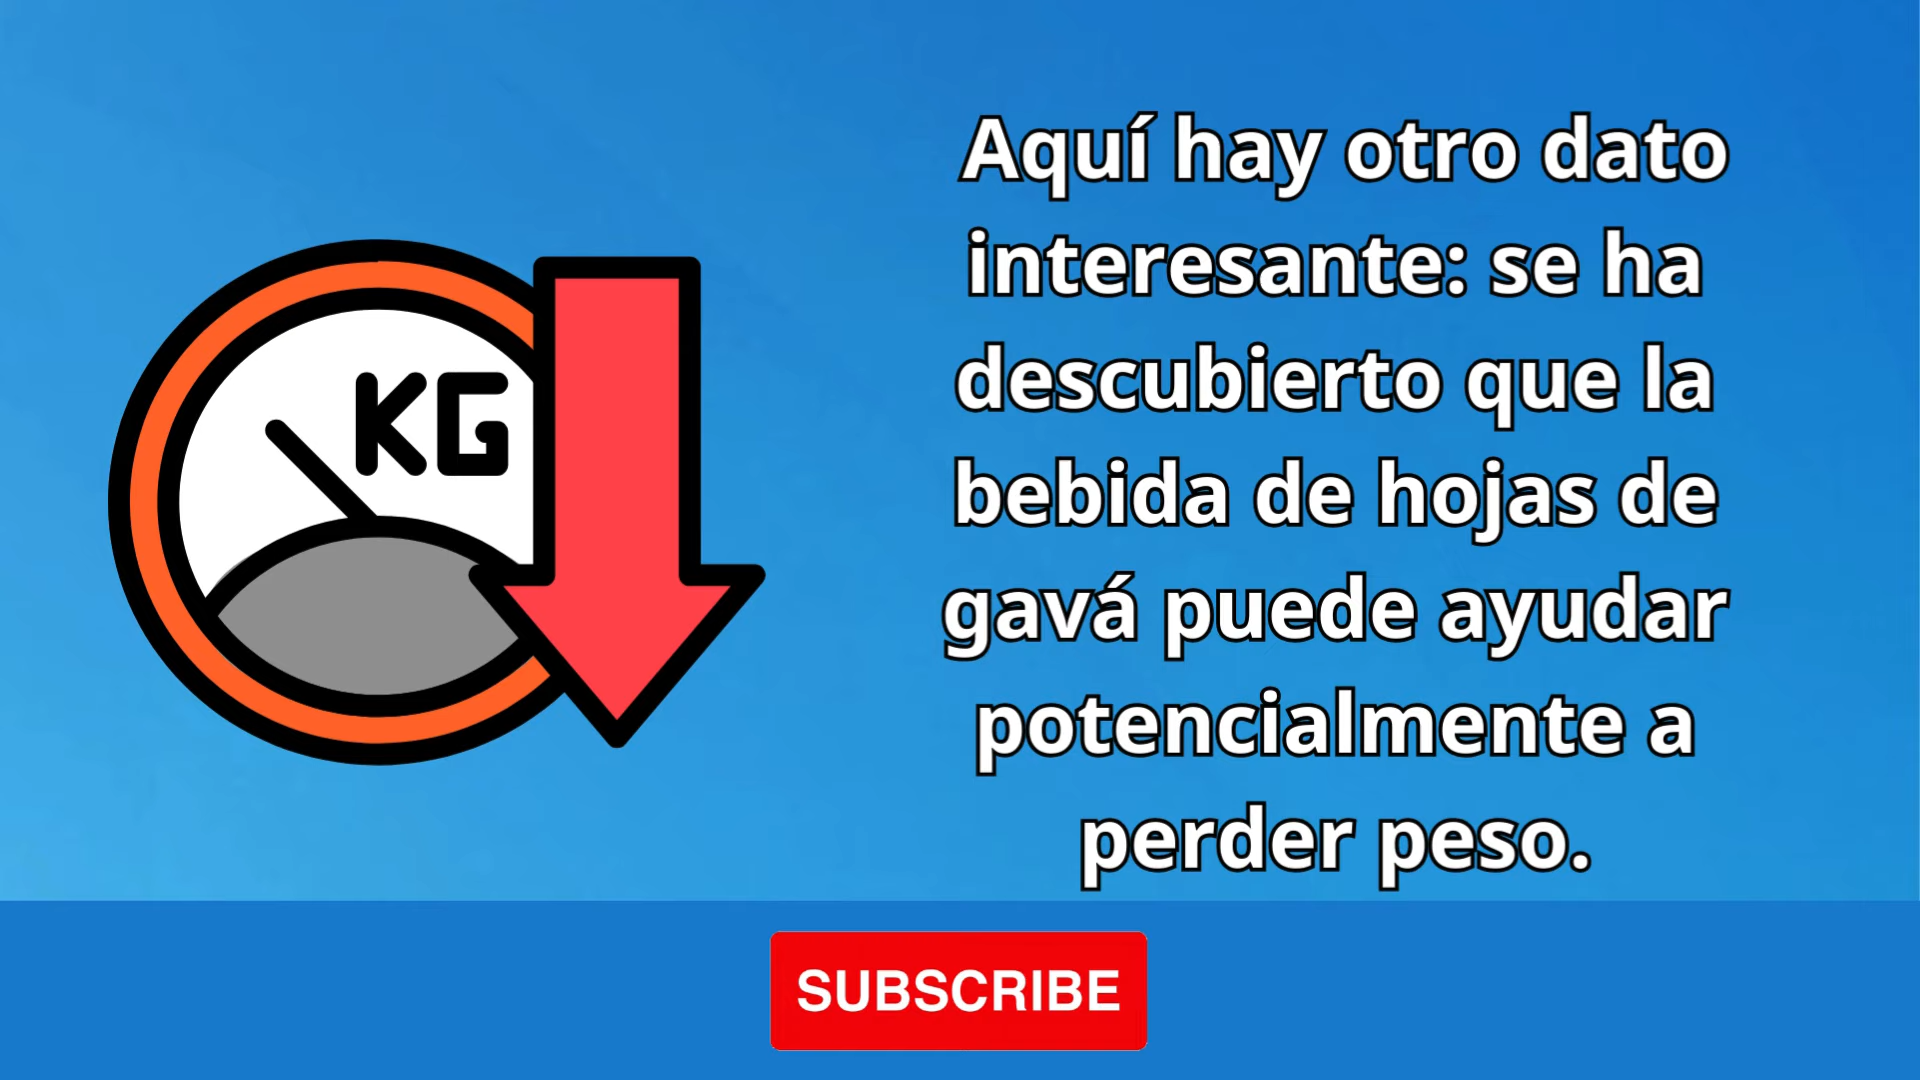 KG
Aquí hay otro dato
interesante: se ha
descubierto que la
bebida de hojas de
gavá puede ayudar
potencialmente a
perder peso.
SUBSCRIBE